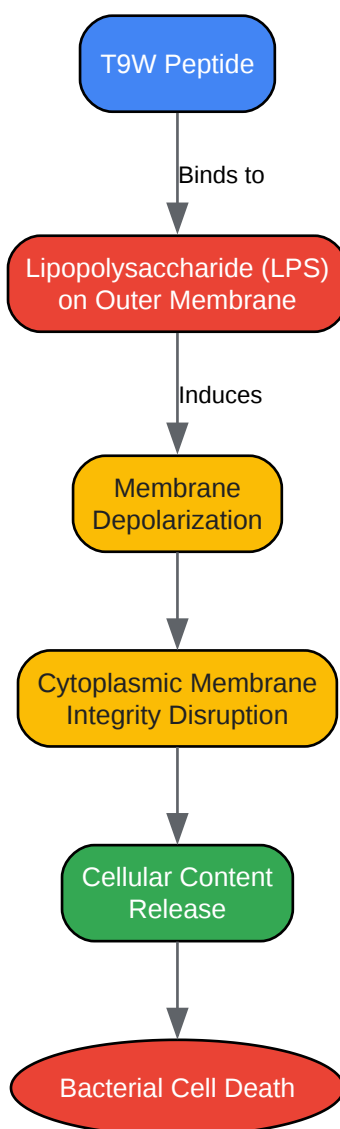 T9W Peptide
Binds to
Lipopolysaccharide (LPS)
on Outer Membrane
Induces
Membrane
Depolarization
Cytoplasmic Membrane
Integrity Disruption
Cellular Content
Release
Bacterial Cell Death